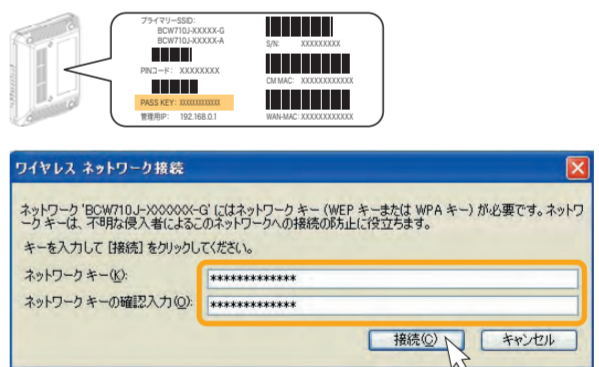 プライマリーSSID:
BCW710J-XXXXX-G
BCW710J-XXXXX-A
PINコード: XXXXXXXX
PASS KEY: XXXXXXXXXXXXX
管理用IP: 192.168.0.1
S/N: XXXXXXXXX
CM MAC: XXXXXXXXXXXX
WAN-MAC: XXXXXXXXXXXX
ワイヤレス ネットワーク接続
ネットワーク 'BCW710J-XXXXXX-G' にはネットワーク キー (WEP キーまたは WPA キー) が必要です。ネットワ
ーク キーは、不明な侵入者によるこのネットワークへの接続の防止に役立ちます。
キーを入力して [接続] をクリックしてください。
ネットワーク キー(K):
*************
ネットワーク キーの確認入力(O):
*************
接続(C)
キャンセル